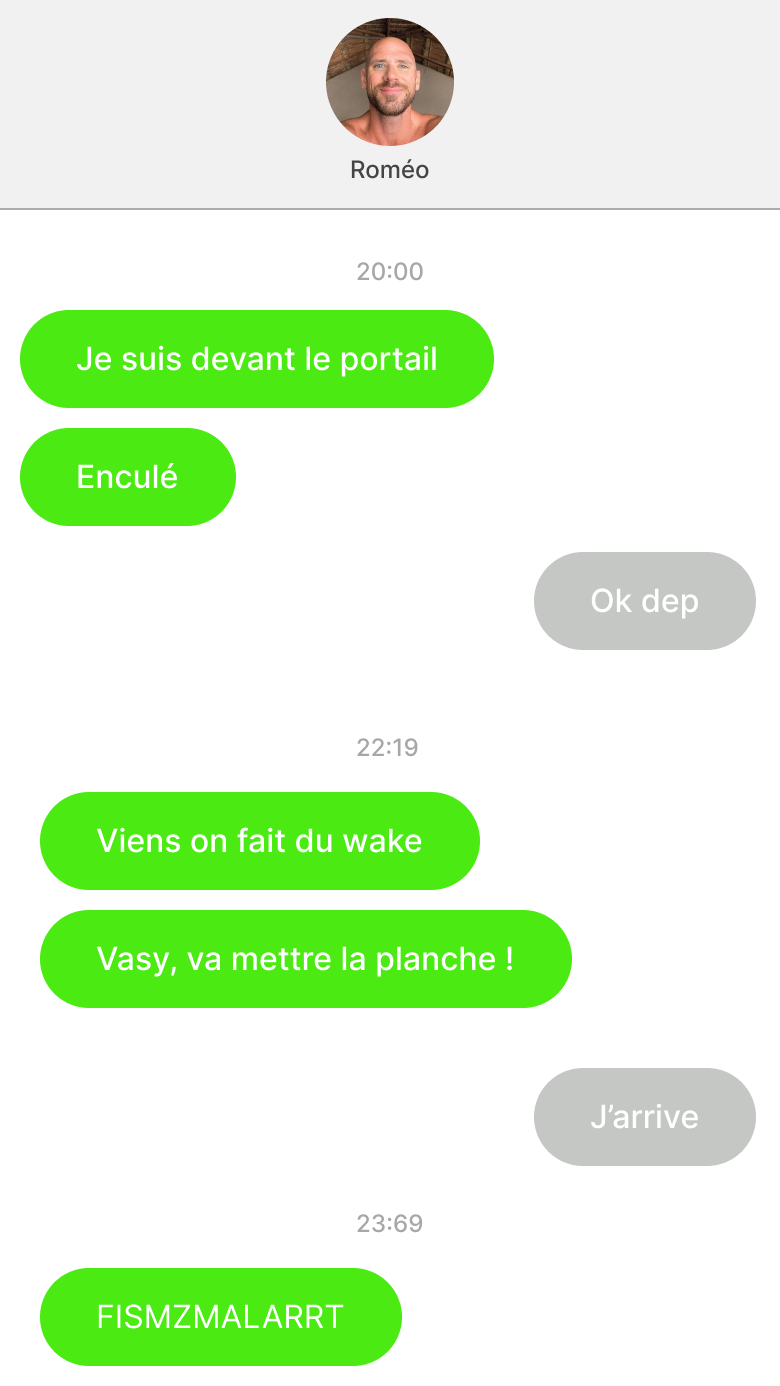 Roméo
20:00
Je suis devant le portail
Enculé
Ok dep
22:19
Viens on fait du wake
Vasy, va mettre la planche !
J’arrive
23:69
FISMZMALARRT